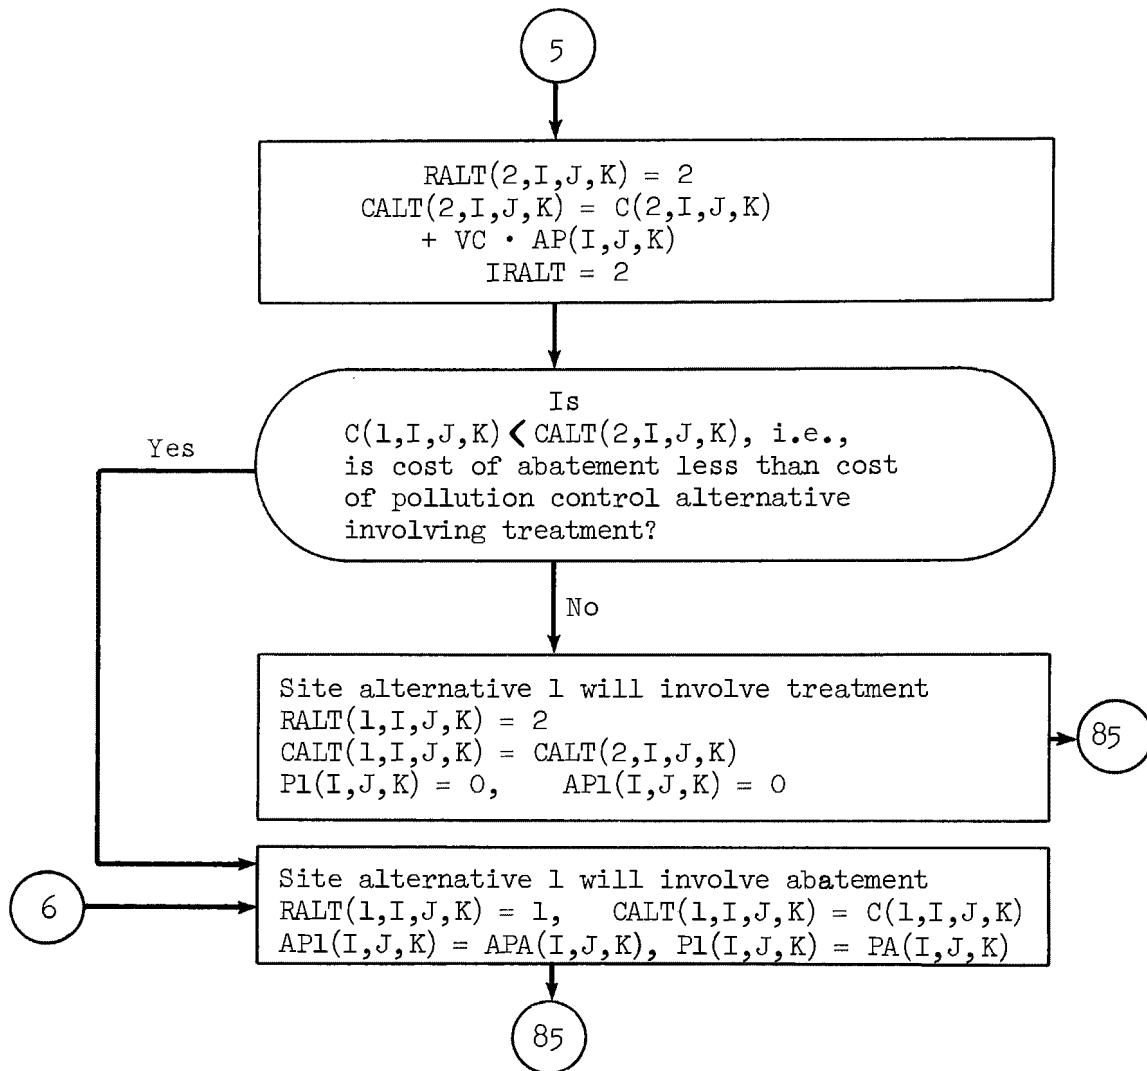 5
RALT(2,I,J,K) = 2
CALT(2,I,J,K) = C(2,I,J,K)
+ VC · AP(I,J,K)
IRALT = 2
Is
C(1,I,J,K) < CALT(2,I,J,K), i.e.,
is cost of abatement less than cost
of pollution control alternative
involving treatment?
Yes
No
Site alternative 1 will involve treatment
RALT(1,I,J,K) = 2
CALT(1,I,J,K) = CALT(2,I,J,K)
P1(I,J,K) = 0, AP1(I,J,K) = 0
85
Site alternative 1 will involve abatement
RALT(1,I,J,K) = 1, CALT(1,I,J,K) = C(1,I,J,K)
AP1(I,J,K) = APA(I,J,K), P1(I,J,K) = PA(I,J,K)
6
85